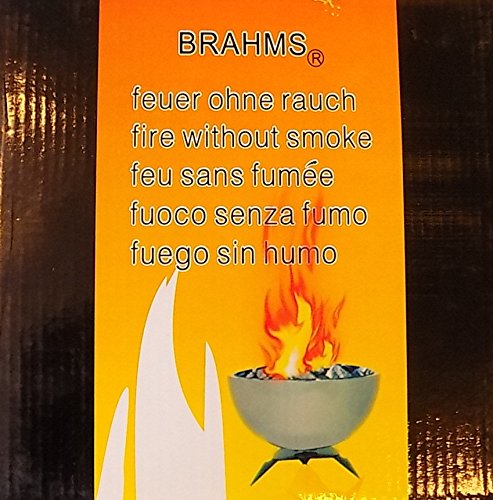 BRAHMS®
feuer ohne rauch
fire without smoke
feu sans fumée
fuoco senza fumo
fuego sin humo